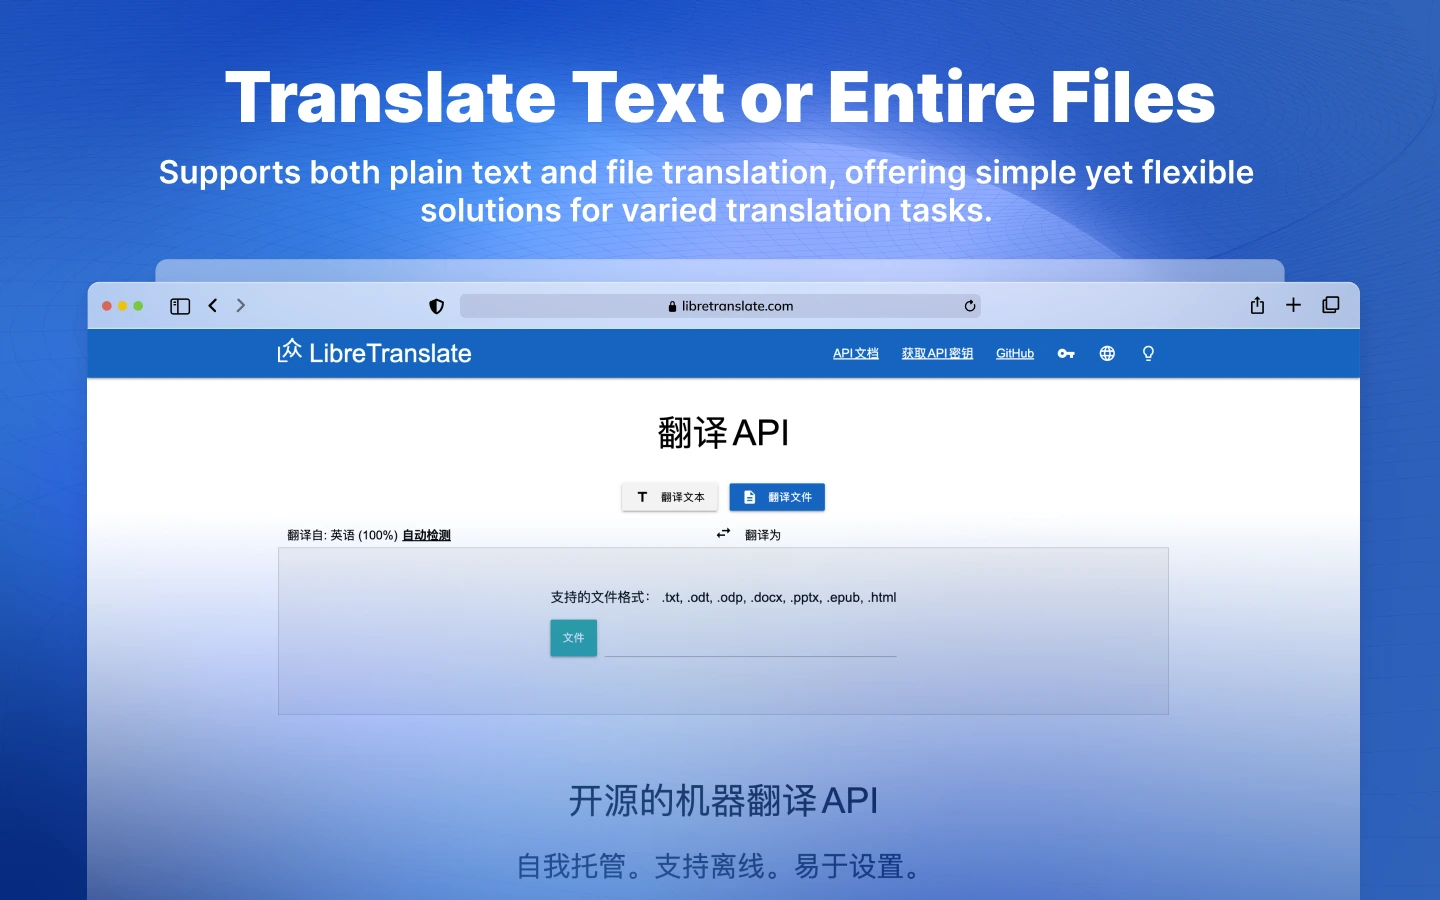 Translate Text or Entire Files
Supports both plain text and file translation, offering simple yet flexible
solutions for varied translation tasks.
libretranslate.com
LibreTranslate
API文档 获取API密钥 GitHub
翻译API
翻译文本 翻译文件
翻译自: 英语 (100%) 自动检测 翻译为
支持的文件格式： .txt, .odt, .odp, .docx, .pptx, .epub, .html
文件
开源的机器翻译API
自我托管。支持离线。易于设置。